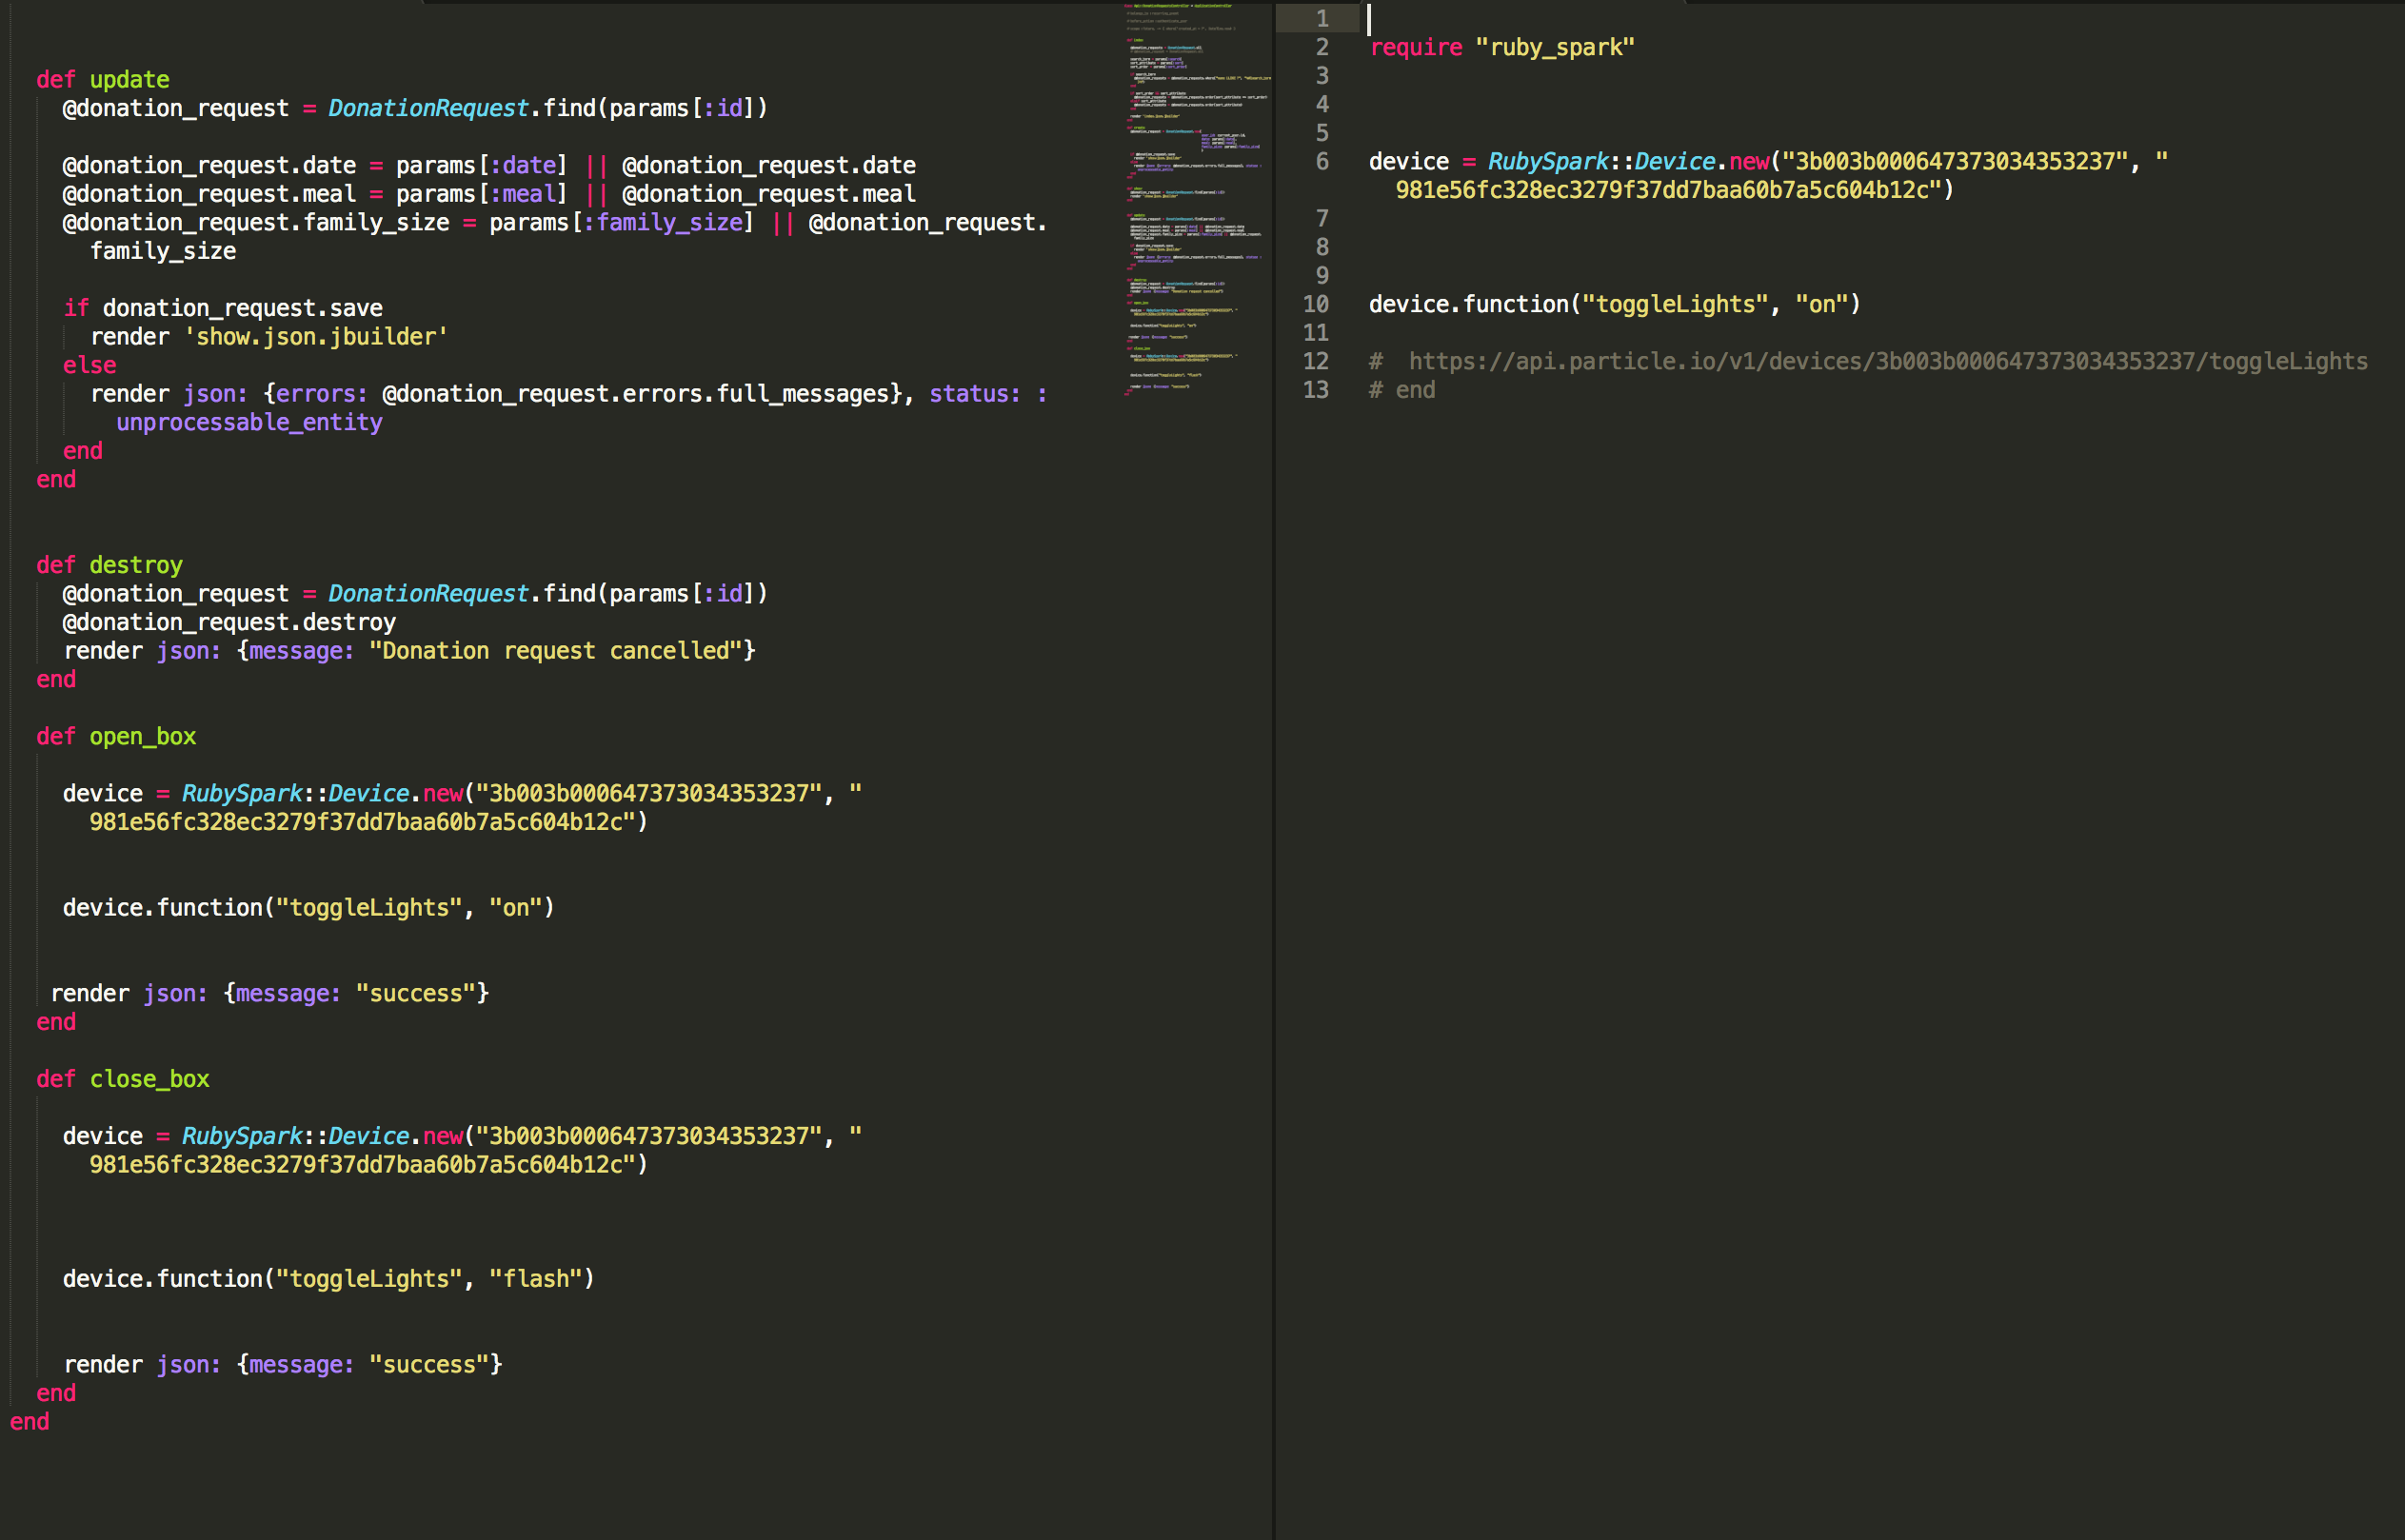 def update
@donation_request = DonationRequest.find(params[:id])
@donation_request.date = params[:date] || @donation_request.date
@donation_request.meal = params[:meal] || @donation_request.meal
@donation_request.family_size = params[:family_size] || @donation_request.
family_size
if donation_request.save
render 'show.json.jbuilder'
else
render json: {errors: @donation_request.errors.full_messages}, status: :
unprocessable_entity
end
end
def destroy
@donation_request = DonationRequest.find(params[:id])
@donation_request.destroy
render json: {message: "Donation request cancelled"}
end
def open_box
device = RubySpark::Device.new("3b003b000647373034353237", "
981e56fc328ec3279f37dd7baa60b7a5c604b12c")
device.function("toggleLights", "on")
render json: {message: "success"}
end
def close_box
device = RubySpark::Device.new("3b003b000647373034353237", "
981e56fc328ec3279f37dd7baa60b7a5c604b12c")
device.function("toggleLights", "flash")
render json: {message: "success"}
end
end
1
2 require "ruby_spark"
3
4
5
6 device = RubySpark::Device.new("3b003b000647373034353237", "
981e56fc328ec3279f37dd7baa60b7a5c604b12c")
7
8
9
10 device.function("toggleLights", "on")
11
12 # https://api.particle.io/v1/devices/3b003b000647373034353237/toggleLights
13 # end